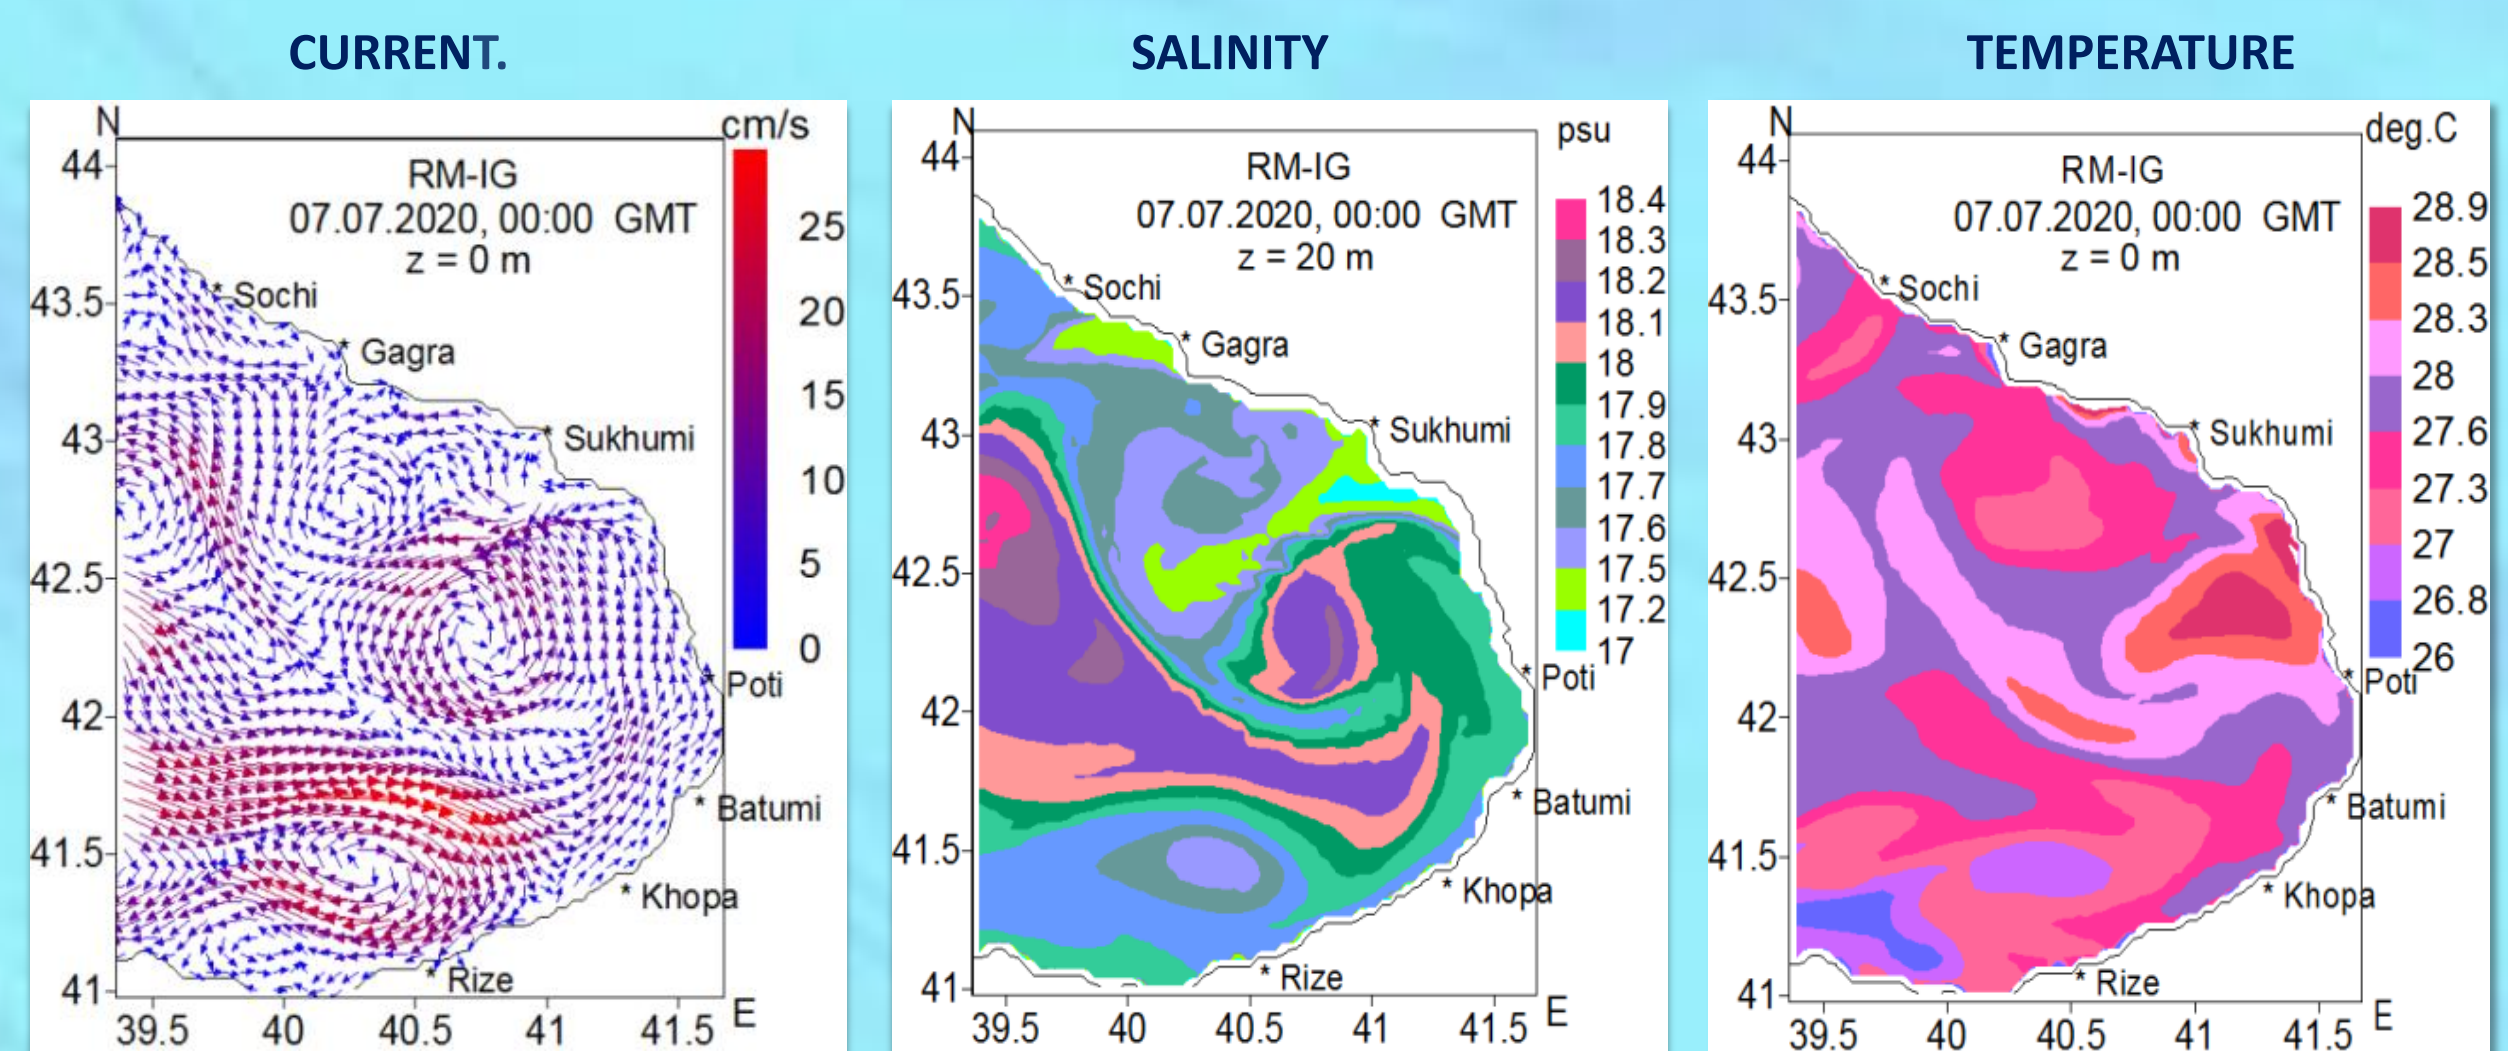 CURRENT.
SALINITY
TEMPERATURE
N
cm/s
44
RM-IG
07.07.2020, 00:00 GMT
z = 0 m
25
20
15
10
5
0
43.5
43
42.5
42
41.5
41
* Sochi
* Gagra
* Sukhumi
* Poti
* Batumi
* Khopa
* Rize
39.5 40 40.5 41 41.5 E
N
psu
44
RM-IG
07.07.2020, 00:00 GMT
z = 20 m
18.4
18.3
18.2
18.1
18
17.9
17.8
17.7
17.6
17.5
17.2
17
43.5
43
42.5
42
41.5
41
* Sochi
* Gagra
* Sukhumi
* Poti
* Batumi
* Khopa
* Rize
39.5 40 40.5 41 41.5 E
N
deg.C
44
RM-IG
07.07.2020, 00:00 GMT
z = 0 m
28.9
28.5
28.3
28
27.6
27.3
27
26.8
26
43.5
43
42.5
42
41.5
41
* Sochi
* Gagra
* Sukhumi
* Poti
* Batumi
* Khopa
* Rize
39.5 40 40.5 41 41.5 E